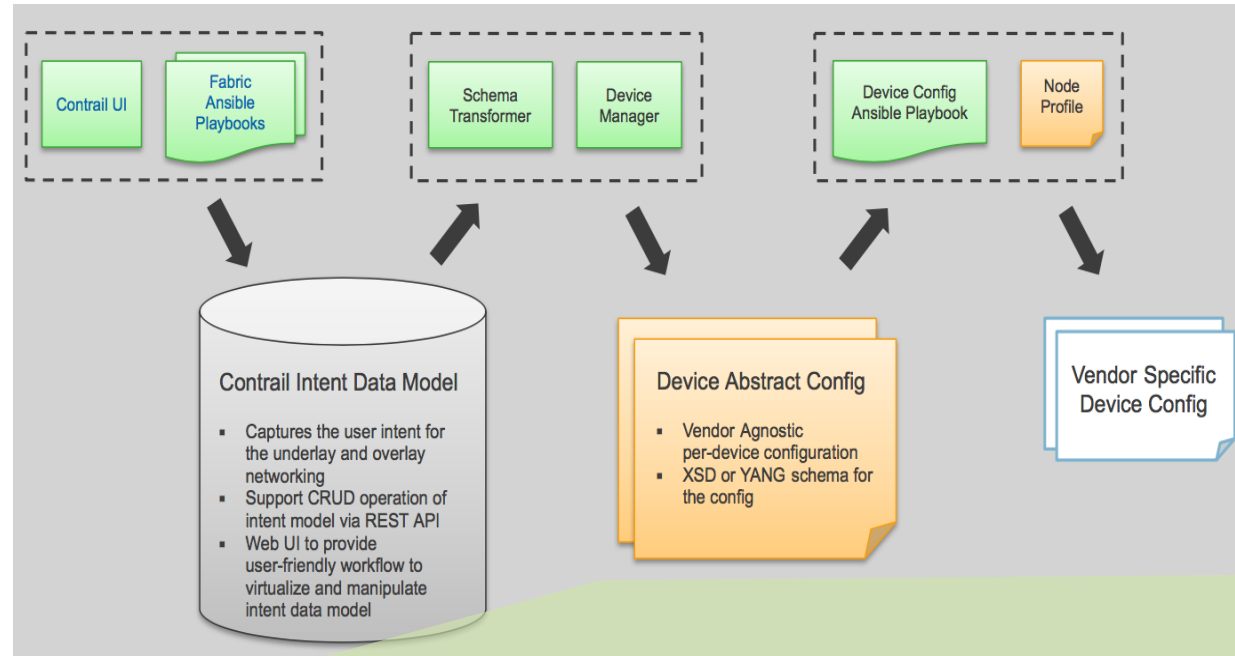 Contrail UI
Fabric
Ansible
Playbooks
Schema
Transformer
Device
Manager
Device Config
Ansible Playbook
Node
Profile
Contrail Intent Data Model
▪ Captures the user intent for
the underlay and overlay
networking
▪ Support CRUD operation of
intent model via REST API
▪ Web UI to provide
user-friendly workflow to
virtualize and manipulate
intent data model
Device Abstract Config
▪ Vendor Agnostic
per-device configuration
▪ XSD or YANG schema for
the config
Vendor Specific
Device Config